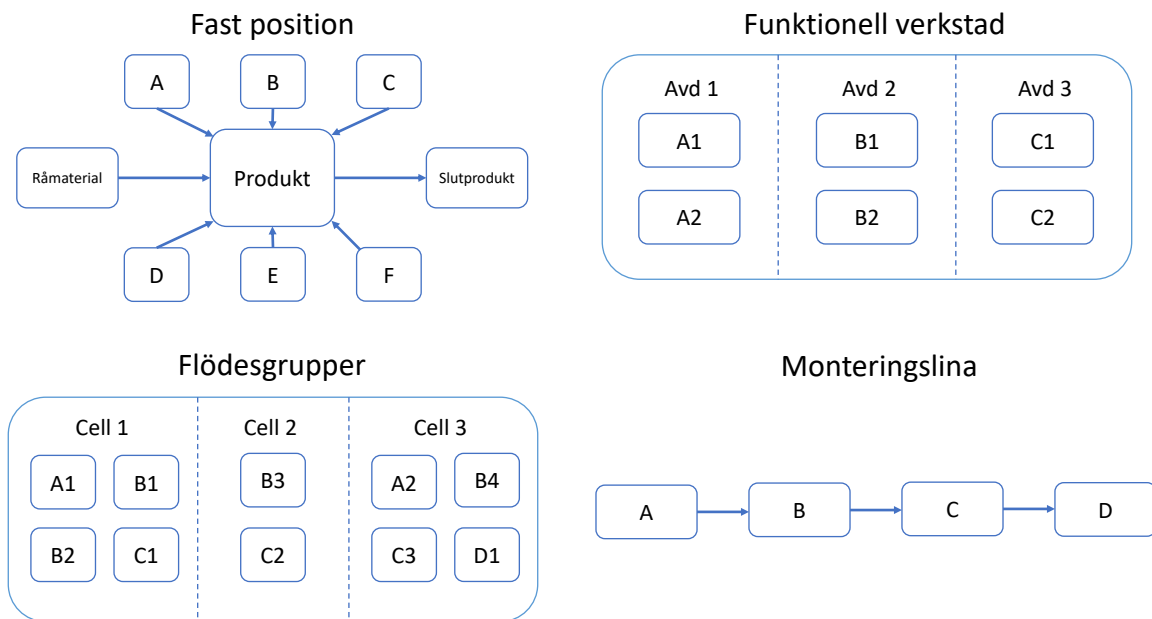 Fast position
A
B
C
Råmaterial
Produkt
Slutprodukt
D
E
F
Funktionell verkstad
Avd 1
Avd 2
Avd 3
A1
B1
C1
A2
B2
C2
Flödesgrupper
Cell 1
Cell 2
Cell 3
A1
B1
B3
A2
B4
B2
C1
C2
C3
D1
Monteringslina
A
B
C
D